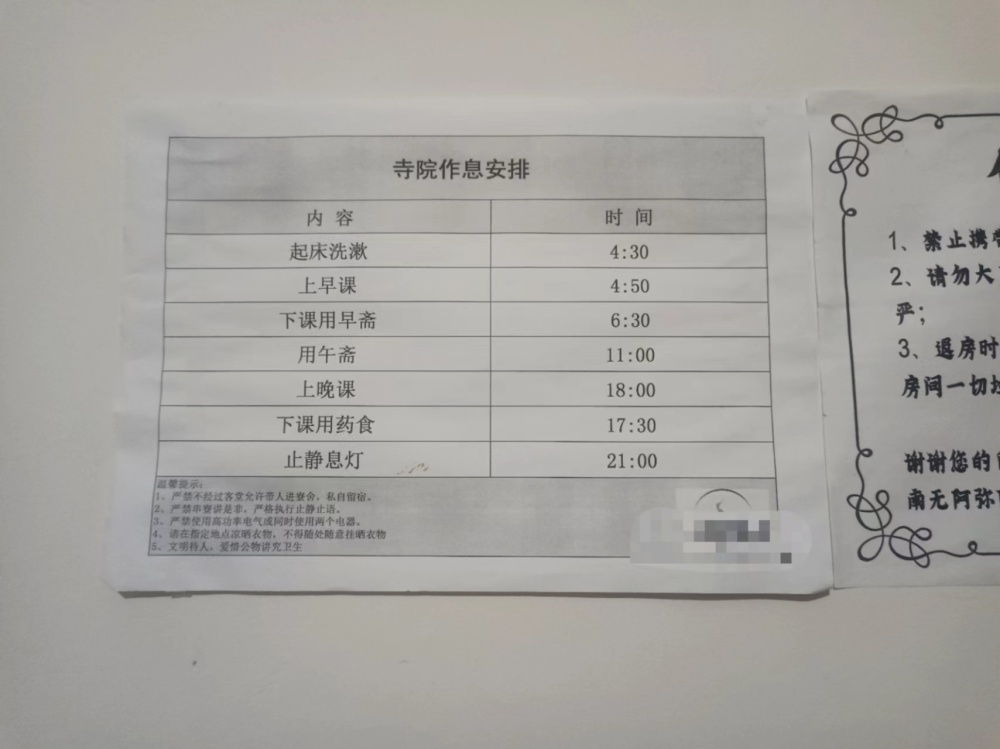 寺院作息安排
内 容 时 间
起床洗漱 4:30
上早课 4:50
下课用早斋 6:30
用午斋 11:00
上晚课 18:00
下课用药食 17:30
止静息灯 21:00
温馨提示:
1、严禁不经过客堂允许带人进寮舍,私自留宿。
2、严禁串寮讲是非,严格执行止静止语。
3、严禁使用高功率电气或同时使用两个电器。
4、请在指定地点凉晒衣物,不得随处随意挂晒衣物
5、文明待人、爱惜公物讲究卫生
1、禁止携
2、请勿大
严;
3、退房时
房间一切
谢谢您的
南无阿弥